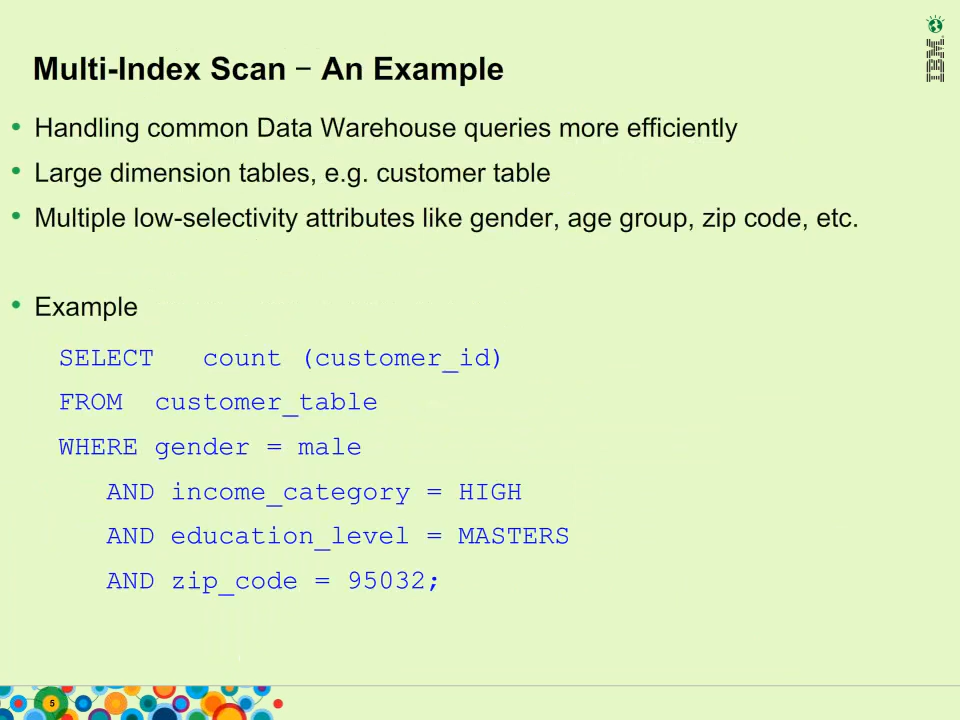 IBM
Multi-Index Scan – An Example
• Handling common Data Warehouse queries more efficiently
• Large dimension tables, e.g. customer table
• Multiple low-selectivity attributes like gender, age group, zip code, etc.
• Example
SELECT   count (customer_id)
FROM  customer_table
WHERE gender = male
AND income_category = HIGH
AND education_level = MASTERS
AND zip_code = 95032;
5